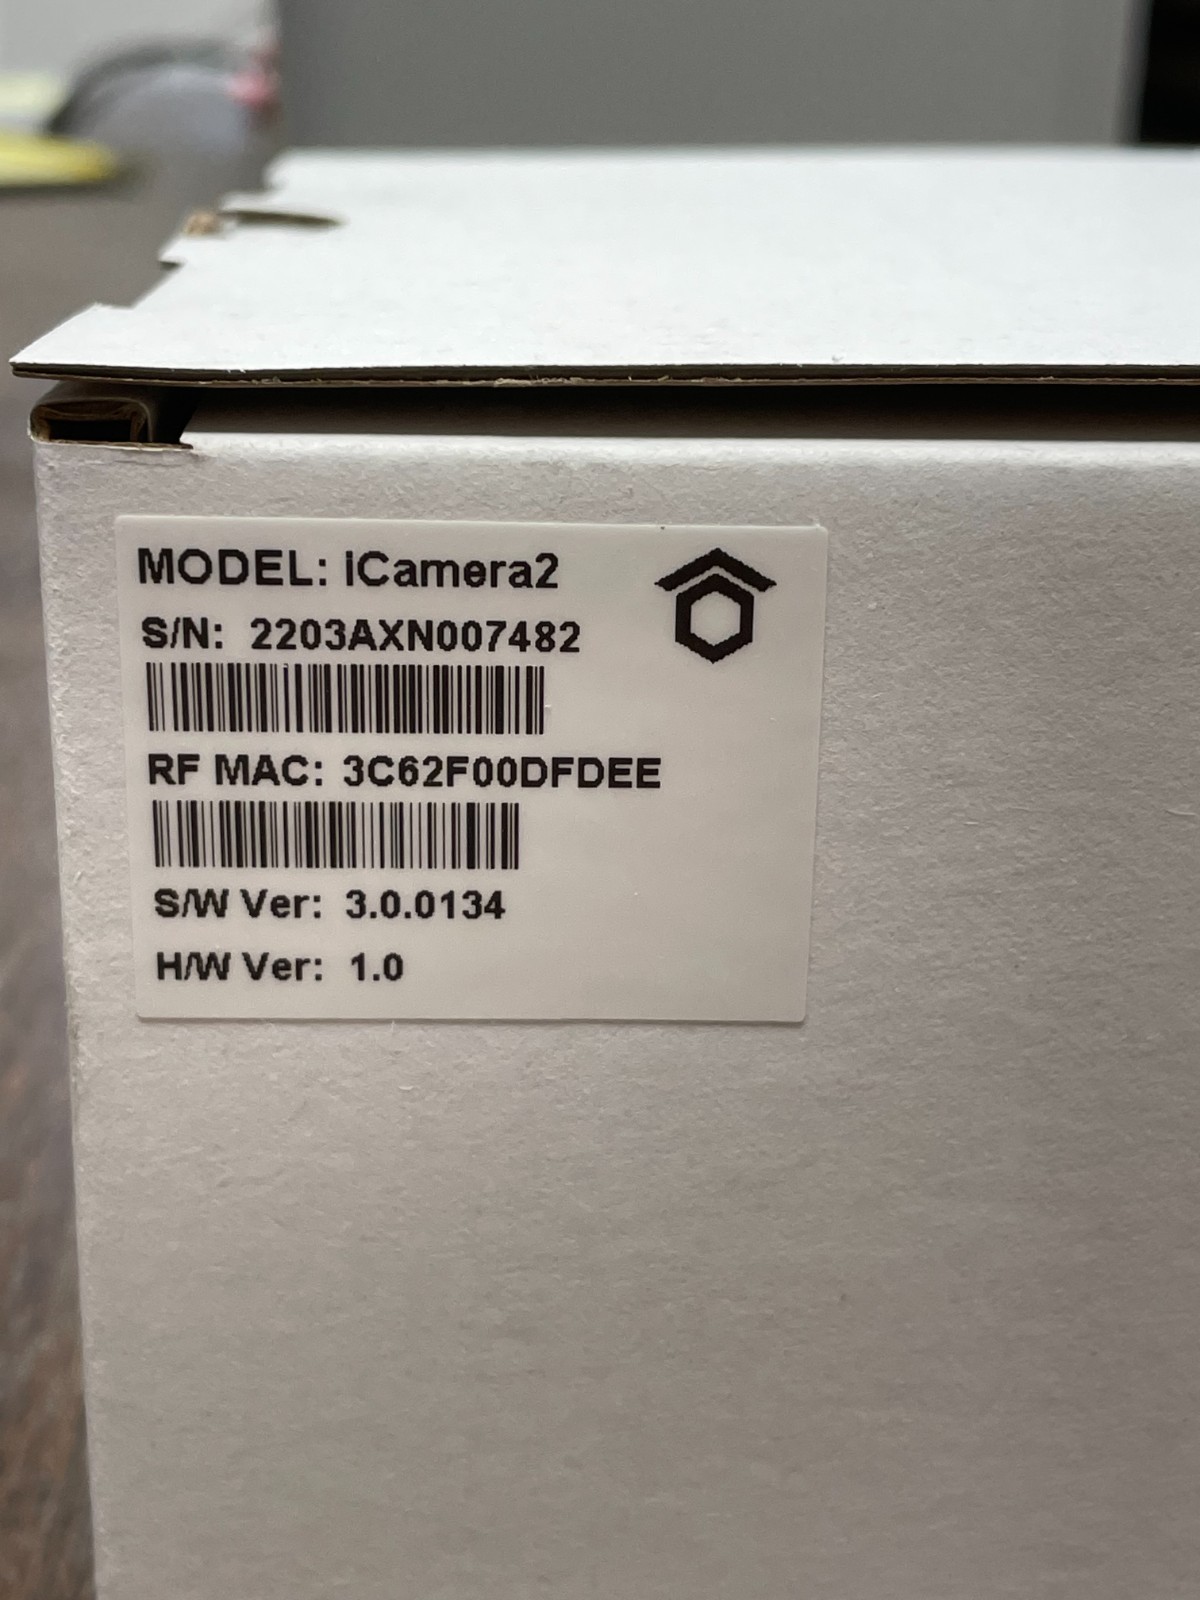 MODEL: iCamera2
S/N: 2203AXN007482
RF MAC: 3C62F00DFDEE
S/W Ver: 3.0.0134
H/W Ver: 1.0